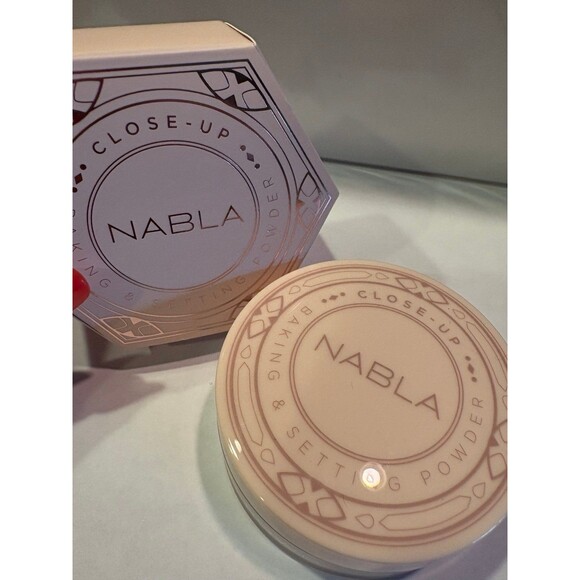 CLOSE-UP
NABLA
BAKING & SETTING POWDER
CLOSE-UP
NABLA
BAKING & SETTING POWDER